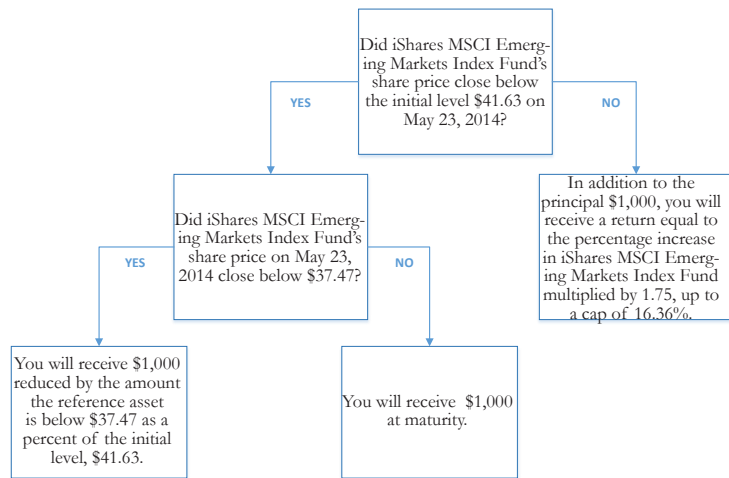 Did iShares MSCI Emerg-
ing Markets Index Fund's
share price close below
the initial level $41.63 on
May 23, 2014?
YES
NO
Did iShares MSCI Emerg-
ing Markets Index Fund's
share price on May 23,
2014 close below $37.47?
In addition to the
principal $1,000, you will
receive a return equal to
the percentage increase
in iShares MSCI Emerg-
ing Markets Index Fund
multiplied by 1.75, up to
a cap of 16.36%.
YES
NO
You will receive $1,000
reduced by the amount
the reference asset
is below $37.47 as a
percent of the initial
level, $41.63.
You will receive $1,000
at maturity.